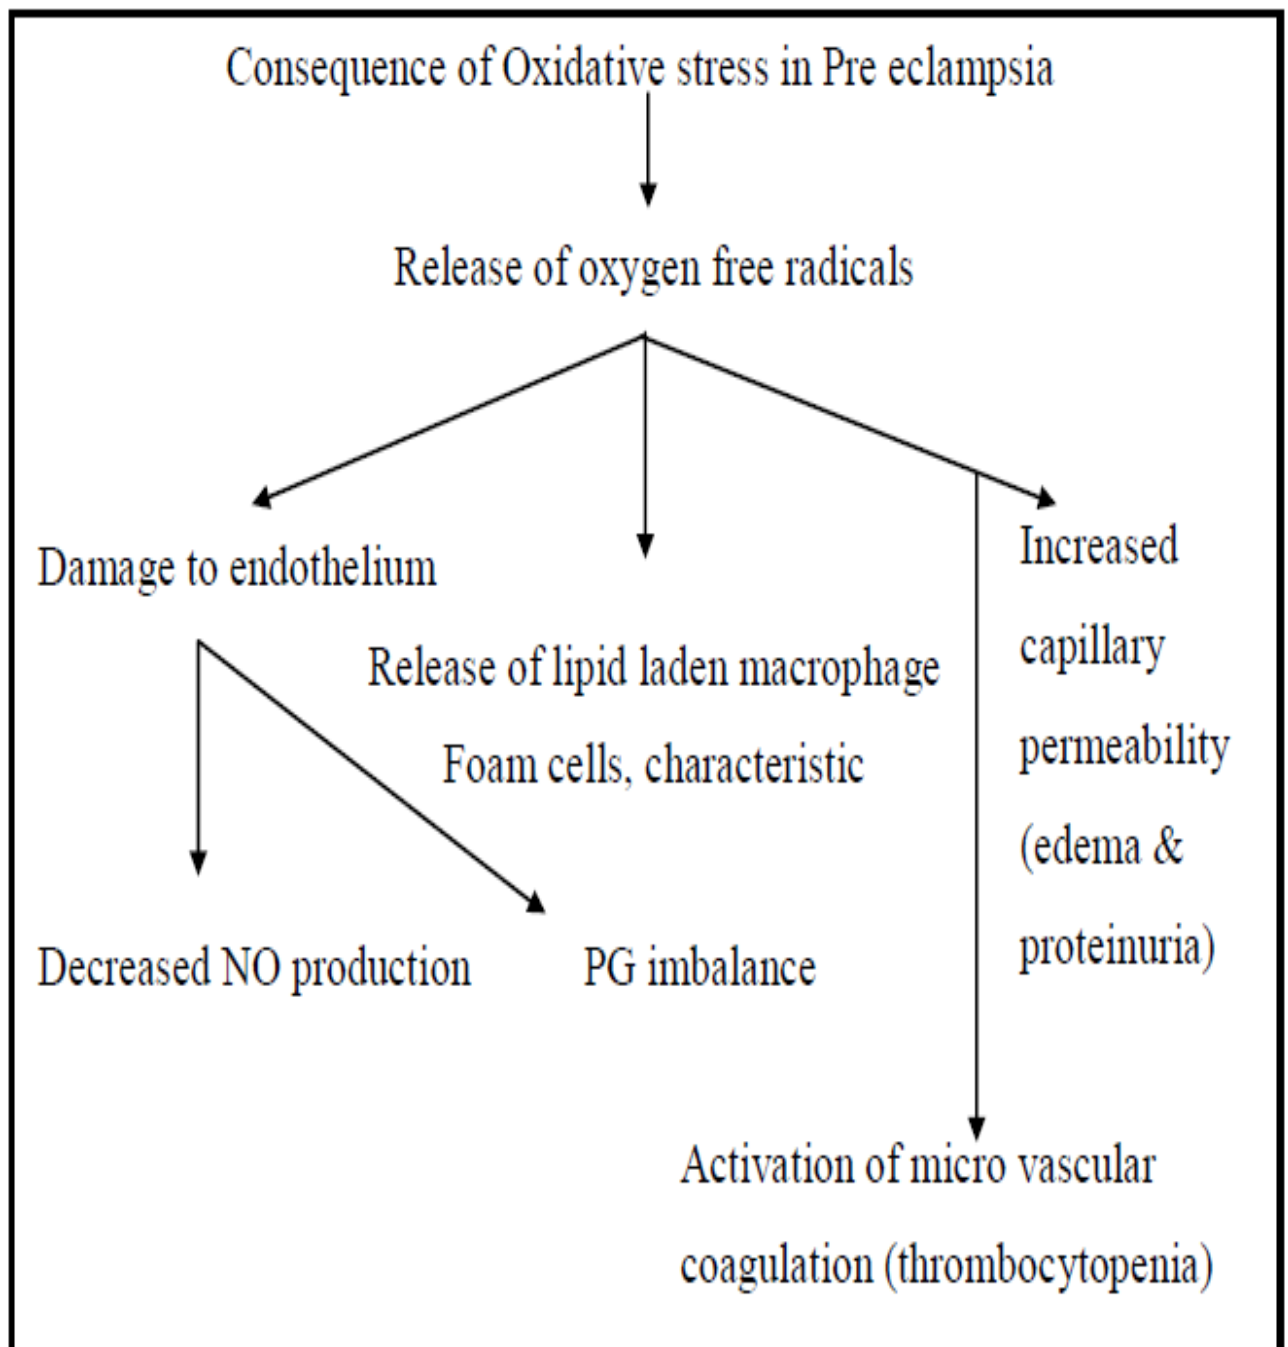 Consequence of Oxidative stress in Pre eclampsia
Release of oxygen free radicals
Damage to endothelium
Release of lipid laden macrophage
Foam cells, characteristic
Increased
capillary
permeability
(edema &
proteinuria)
Decreased NO production
PG imbalance
Activation of micro vascular
coagulation (thrombocytopenia)